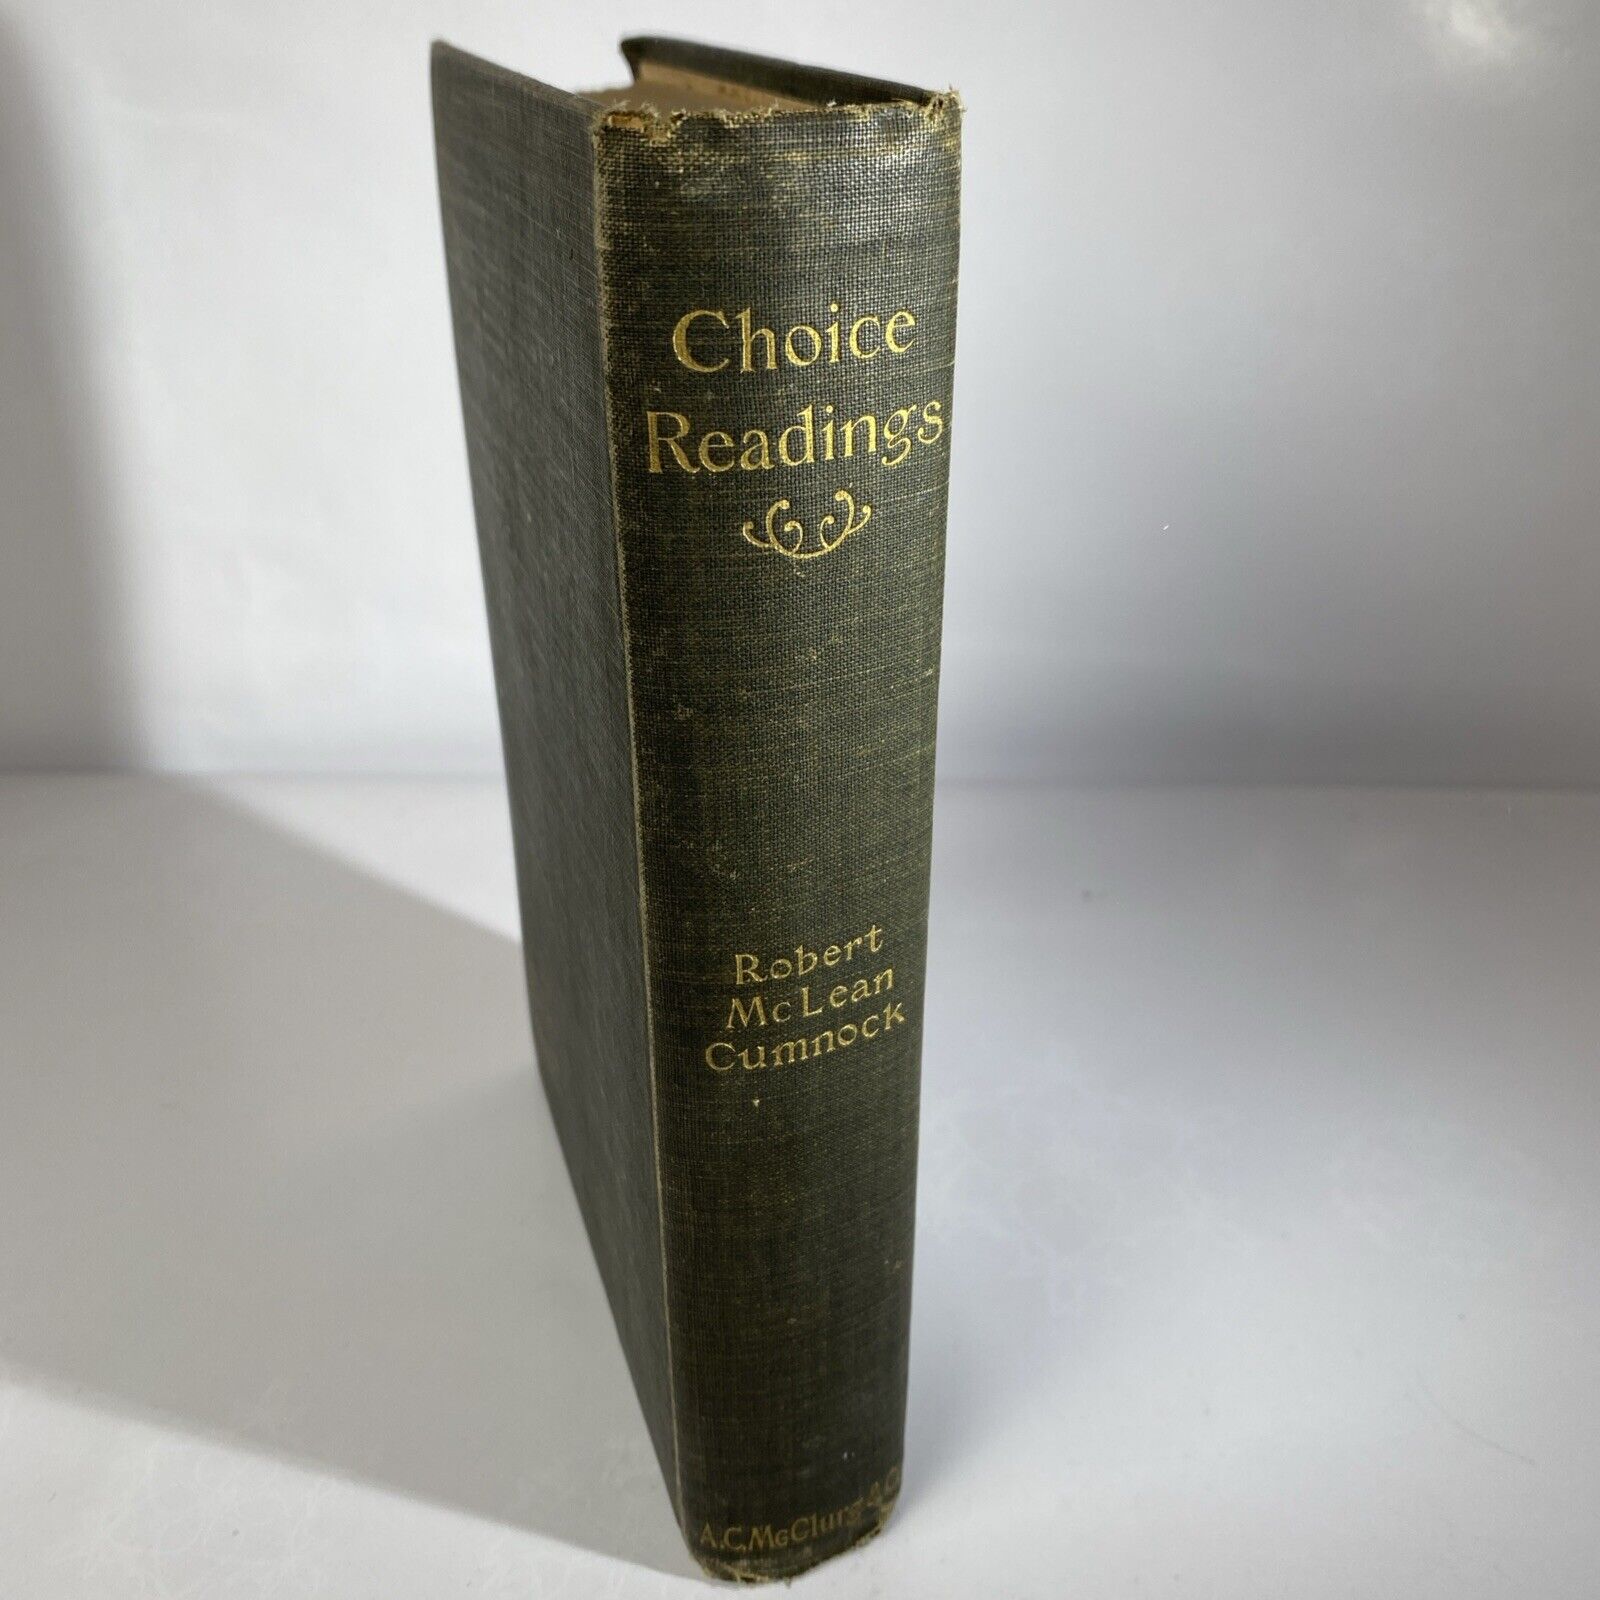 Choice
Readings
Robert
McLean
Cumnock
A.C.McClurg & Co